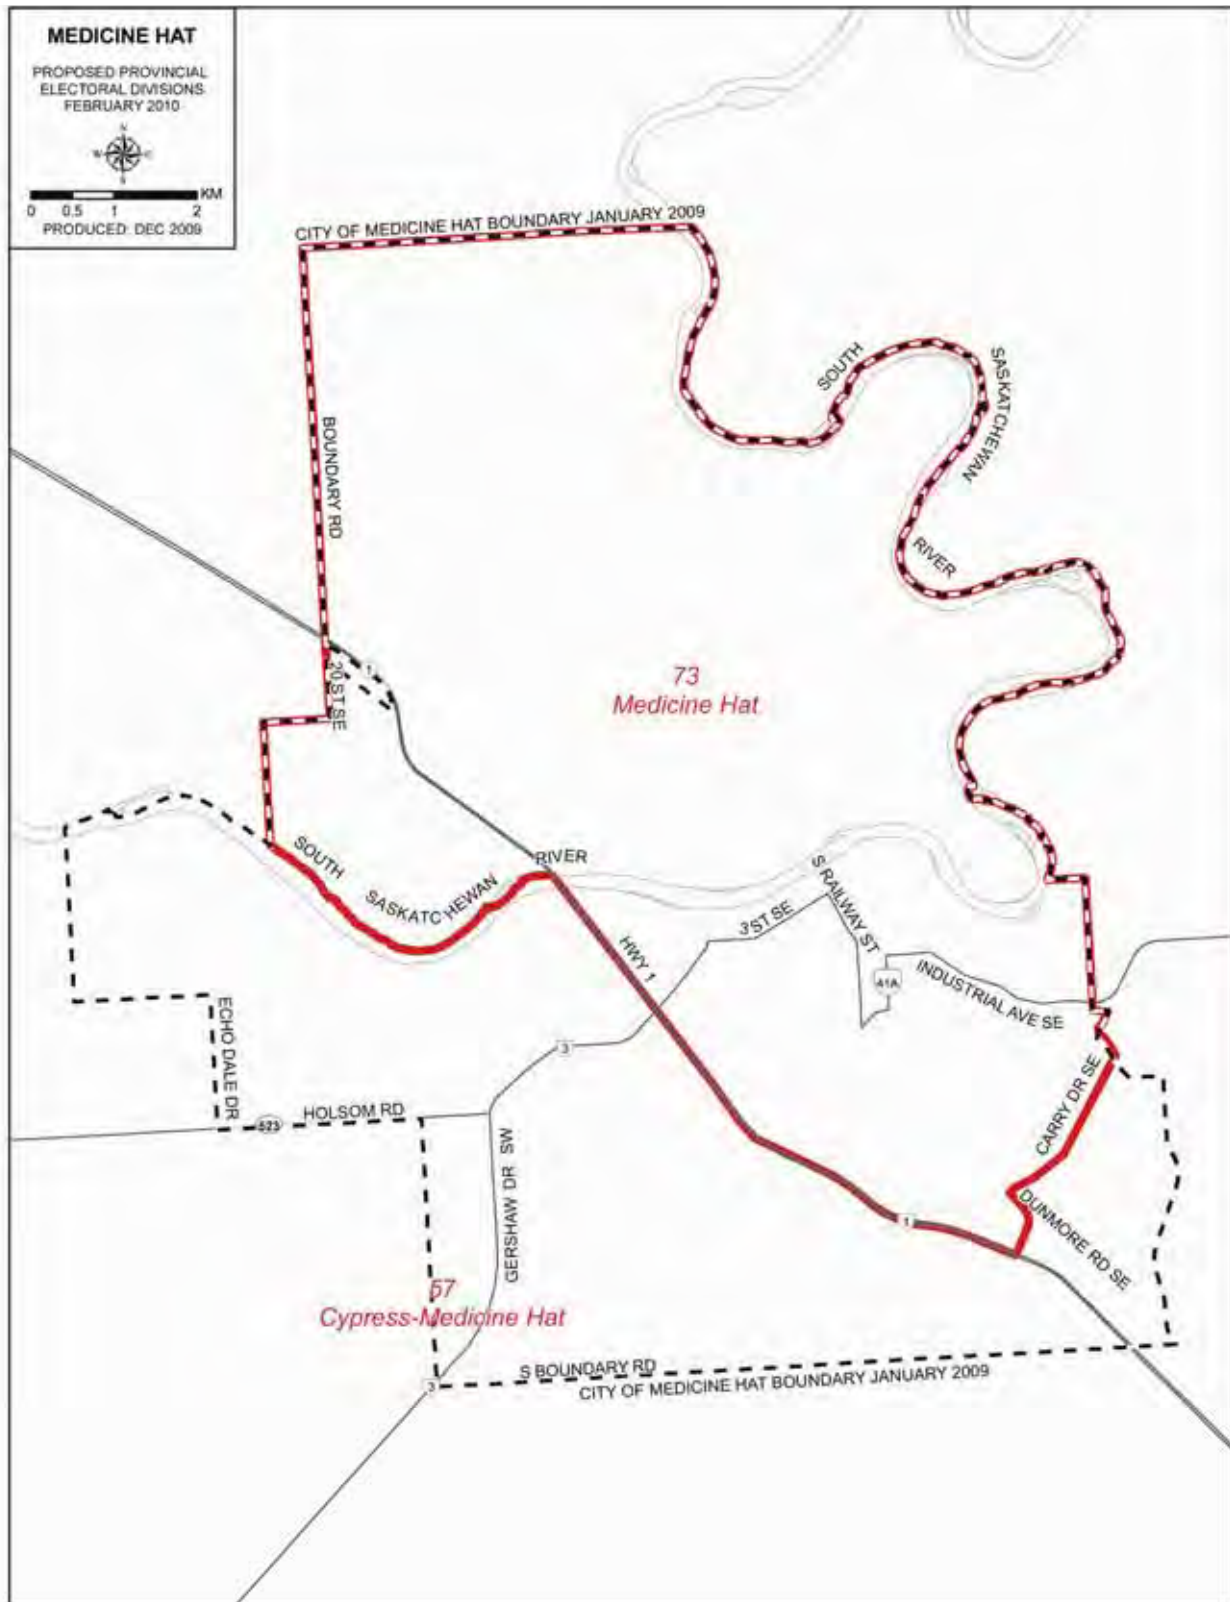 MEDICINE HAT
PROPOSED PROVINCIAL
ELECTORAL DIVISIONS
FEBRUARY 2010
N
W
S
KM
0 0.5 1 2
PRODUCED: DEC 2009
CITY OF MEDICINE HAT BOUNDARY JANUARY 2009
SOUTH
SASKATCHEWAN
RIVER
BOUNDARY RD
1
20 ST SE
73
Medicine Hat
SOUTH
SASKATC HEWAN
RIVER
S RAILWAY ST
3 ST SE
HWY 1
41A
INDUSTRIAL AVE SE
ECHO DALE DR
3
CARRY DR SE
523
HOLSOM RD
GERSHAW DR SW
DUNMORE RD SE
1
57
Cypress-Medicine Hat
S BOUNDARY RD
3
CITY OF MEDICINE HAT BOUNDARY JANUARY 2009